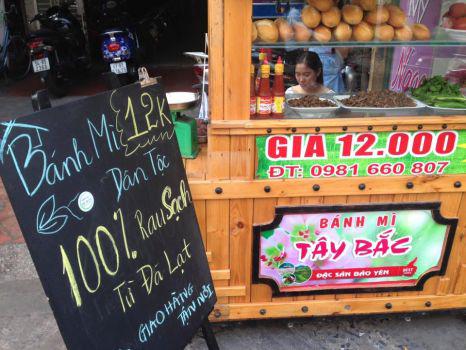 Bánh Mì
12K
Dân Tộc
100% Rau Sạch
Từ Đà Lạt
GIAO HÀNG
TẬN NƠI
GIA 12.000
ĐT: 0981 660 807
BÁNH MÌ
TÂY BẮC
ĐẶC SẢN BẢO YÊN